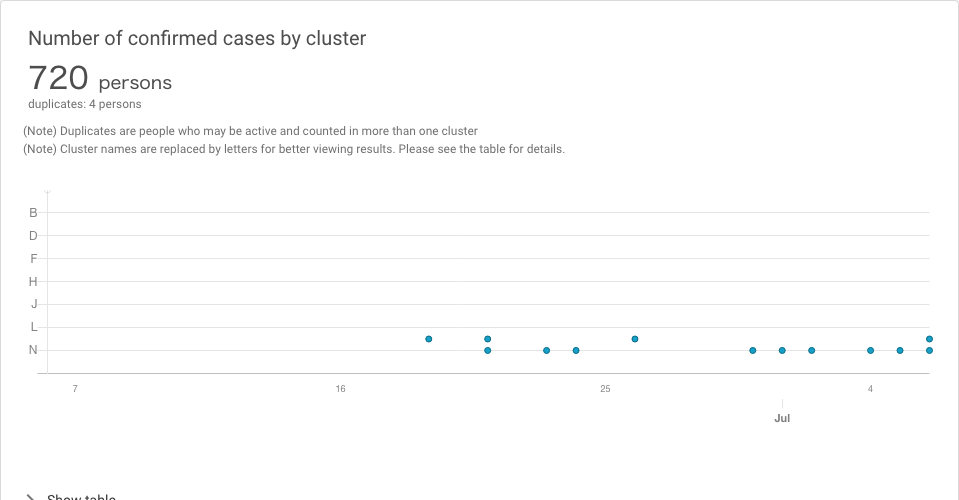 Number of confirmed cases by cluster
720 persons
duplicates: 4 persons
(Note) Duplicates are people who may be active and counted in more than one cluster
(Note) Cluster names are replaced by letters for better viewing results. Please see the table for details.
B
D
F
H
J
L
N
7 16 25 4
Jul
Show table